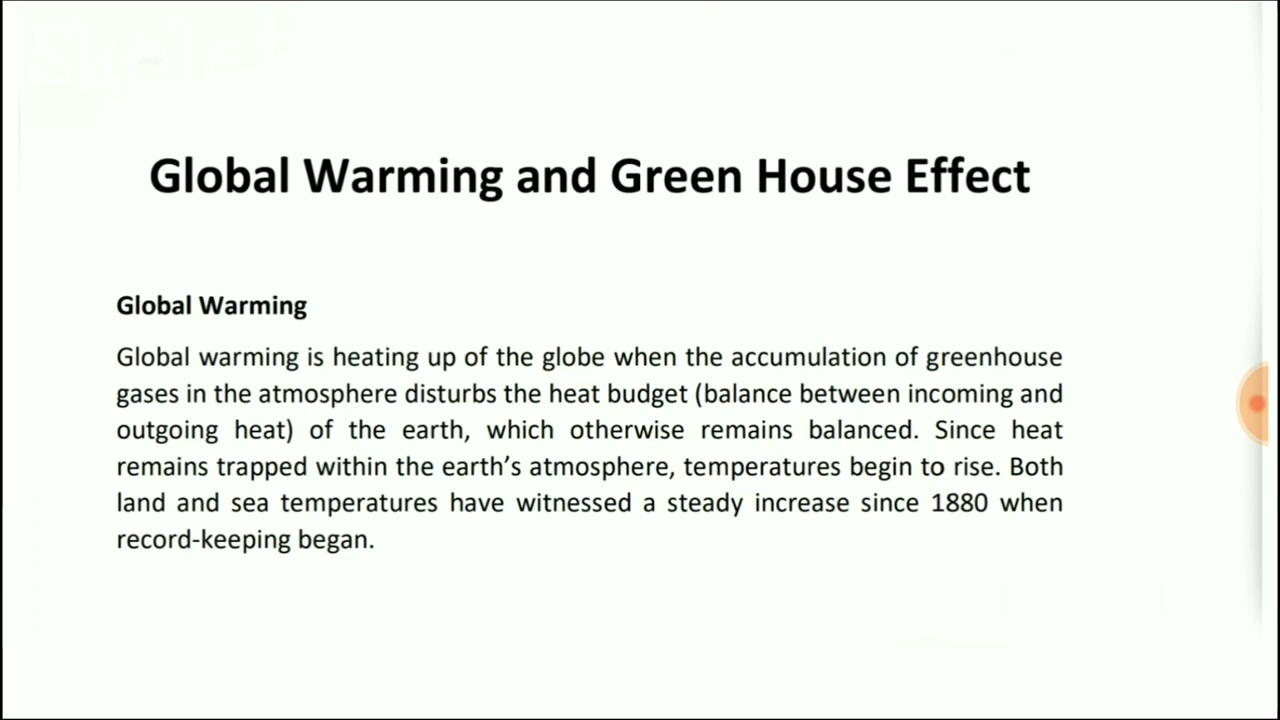 Global Warming and Green House Effect
Global Warming
Global warming is heating up of the globe when the accumulation of greenhouse
gases in the atmosphere disturbs the heat budget (balance between incoming and
outgoing heat) of the earth, which otherwise remains balanced. Since heat
remains trapped within the earth’s atmosphere, temperatures begin to rise. Both
land and sea temperatures have witnessed a steady increase since 1880 when
record-keeping began.